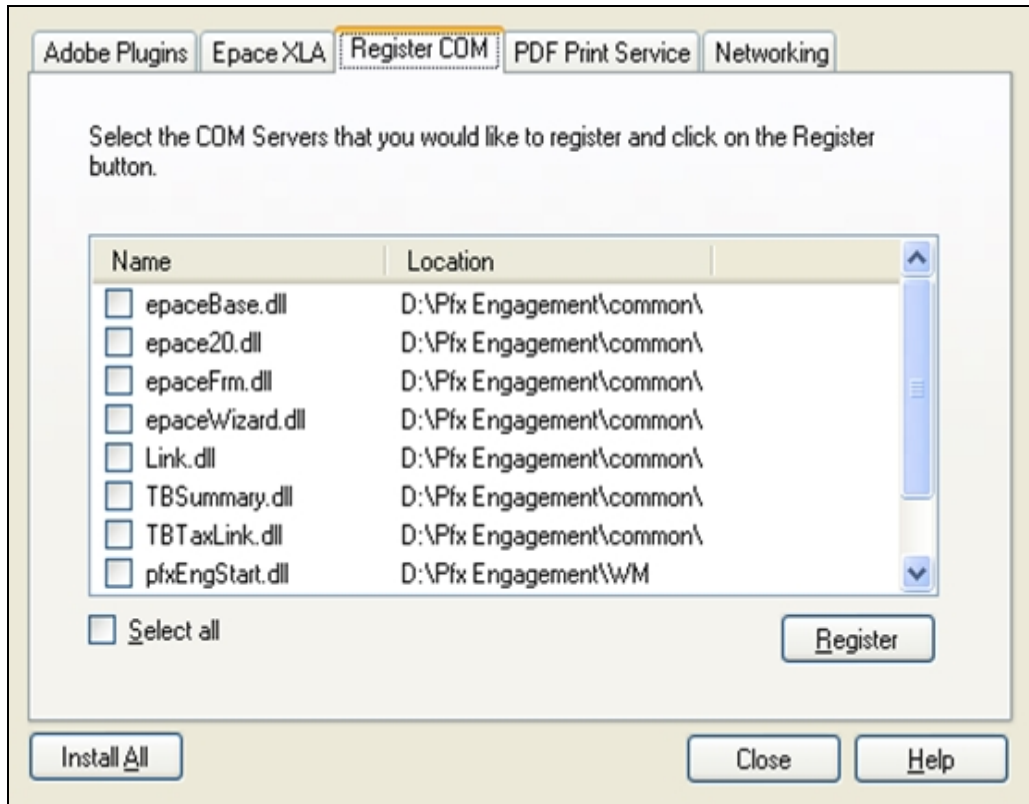 Adobe Plugins Epace XLA Register COM PDF Print Service Networking
Select the COM Servers that you would like to register and click on the Register
button.
Name Location
epaceBase.dll D:\Pfx Engagement\common\
epace20.dll D:\Pfx Engagement\common\
epaceFrm.dll D:\Pfx Engagement\common\
epaceWizard.dll D:\Pfx Engagement\common\
Link.dll D:\Pfx Engagement\common\
TBSummary.dll D:\Pfx Engagement\common\
TBTaxLink.dll D:\Pfx Engagement\common\
pfxEngStart.dll D:\Pfx Engagement\WM
Select all
Register
Install All Close Help